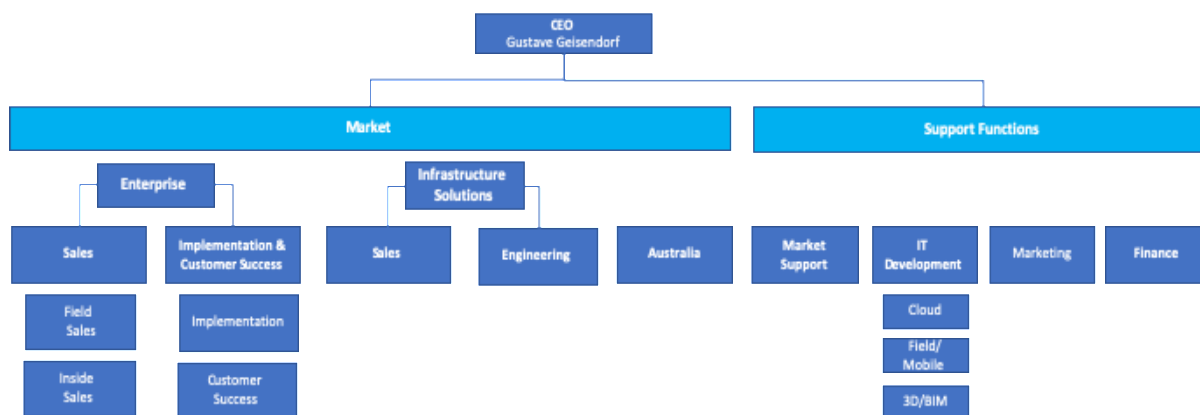 CEO
Gustave Geisendorf
Market
Support Functions
Enterprise
Infrastructure
Solutions
Sales
Implementation &
Customer Success
Sales
Engineering
Australia
Market
Support
IT
Development
Marketing
Finance
Field
Sales
Implementation
Cloud
Field/
Mobile
Inside
Sales
Customer
Success
3D/BIM